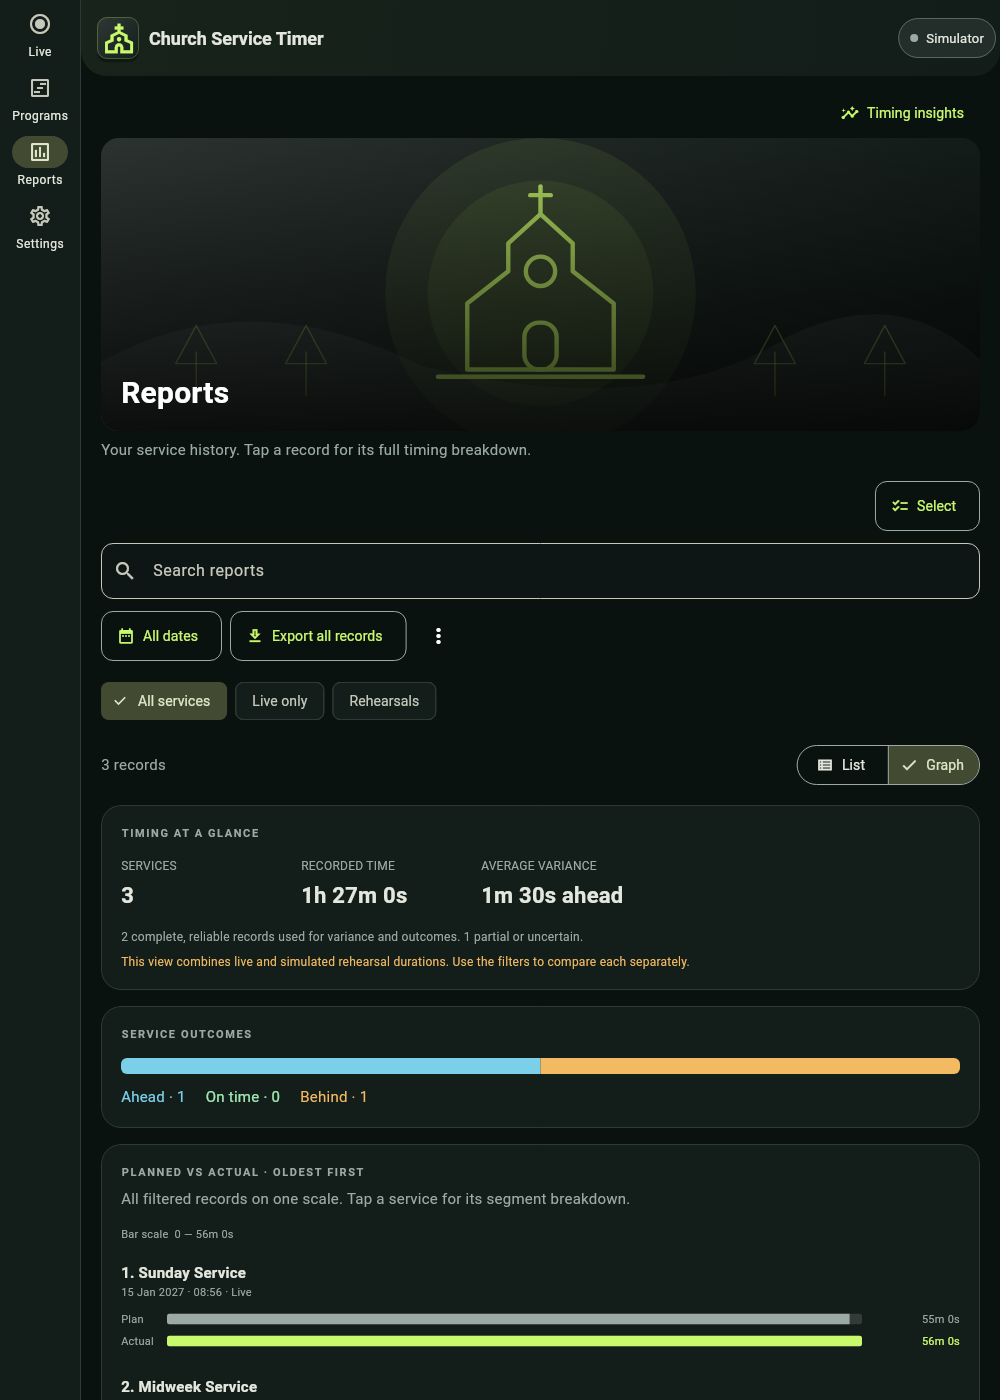 Live
Programs
Reports
Settings
Church Service Timer
Simulator
Timing insights
Reports
Your service history. Tap a record for its full timing breakdown.
Select
Search reports
All dates
Export all records
All services
Live only
Rehearsals
3 records
List
Graph
TIMING AT A GLANCE
SERVICES
3
RECORDED TIME
1h 27m 0s
AVERAGE VARIANCE
1m 30s ahead
2 complete, reliable records used for variance and outcomes. 1 partial or uncertain.
This view combines live and simulated rehearsal durations. Use the filters to compare each separately.
SERVICE OUTCOMES
Ahead · 1 On time · 0 Behind · 1
PLANNED VS ACTUAL · OLDEST FIRST
All filtered records on one scale. Tap a service for its segment breakdown.
Bar scale 0 — 56m 0s
1. Sunday Service
15 Jan 2027 · 08:56 · Live
Plan 55m 0s
Actual 56m 0s
2. Midweek Service